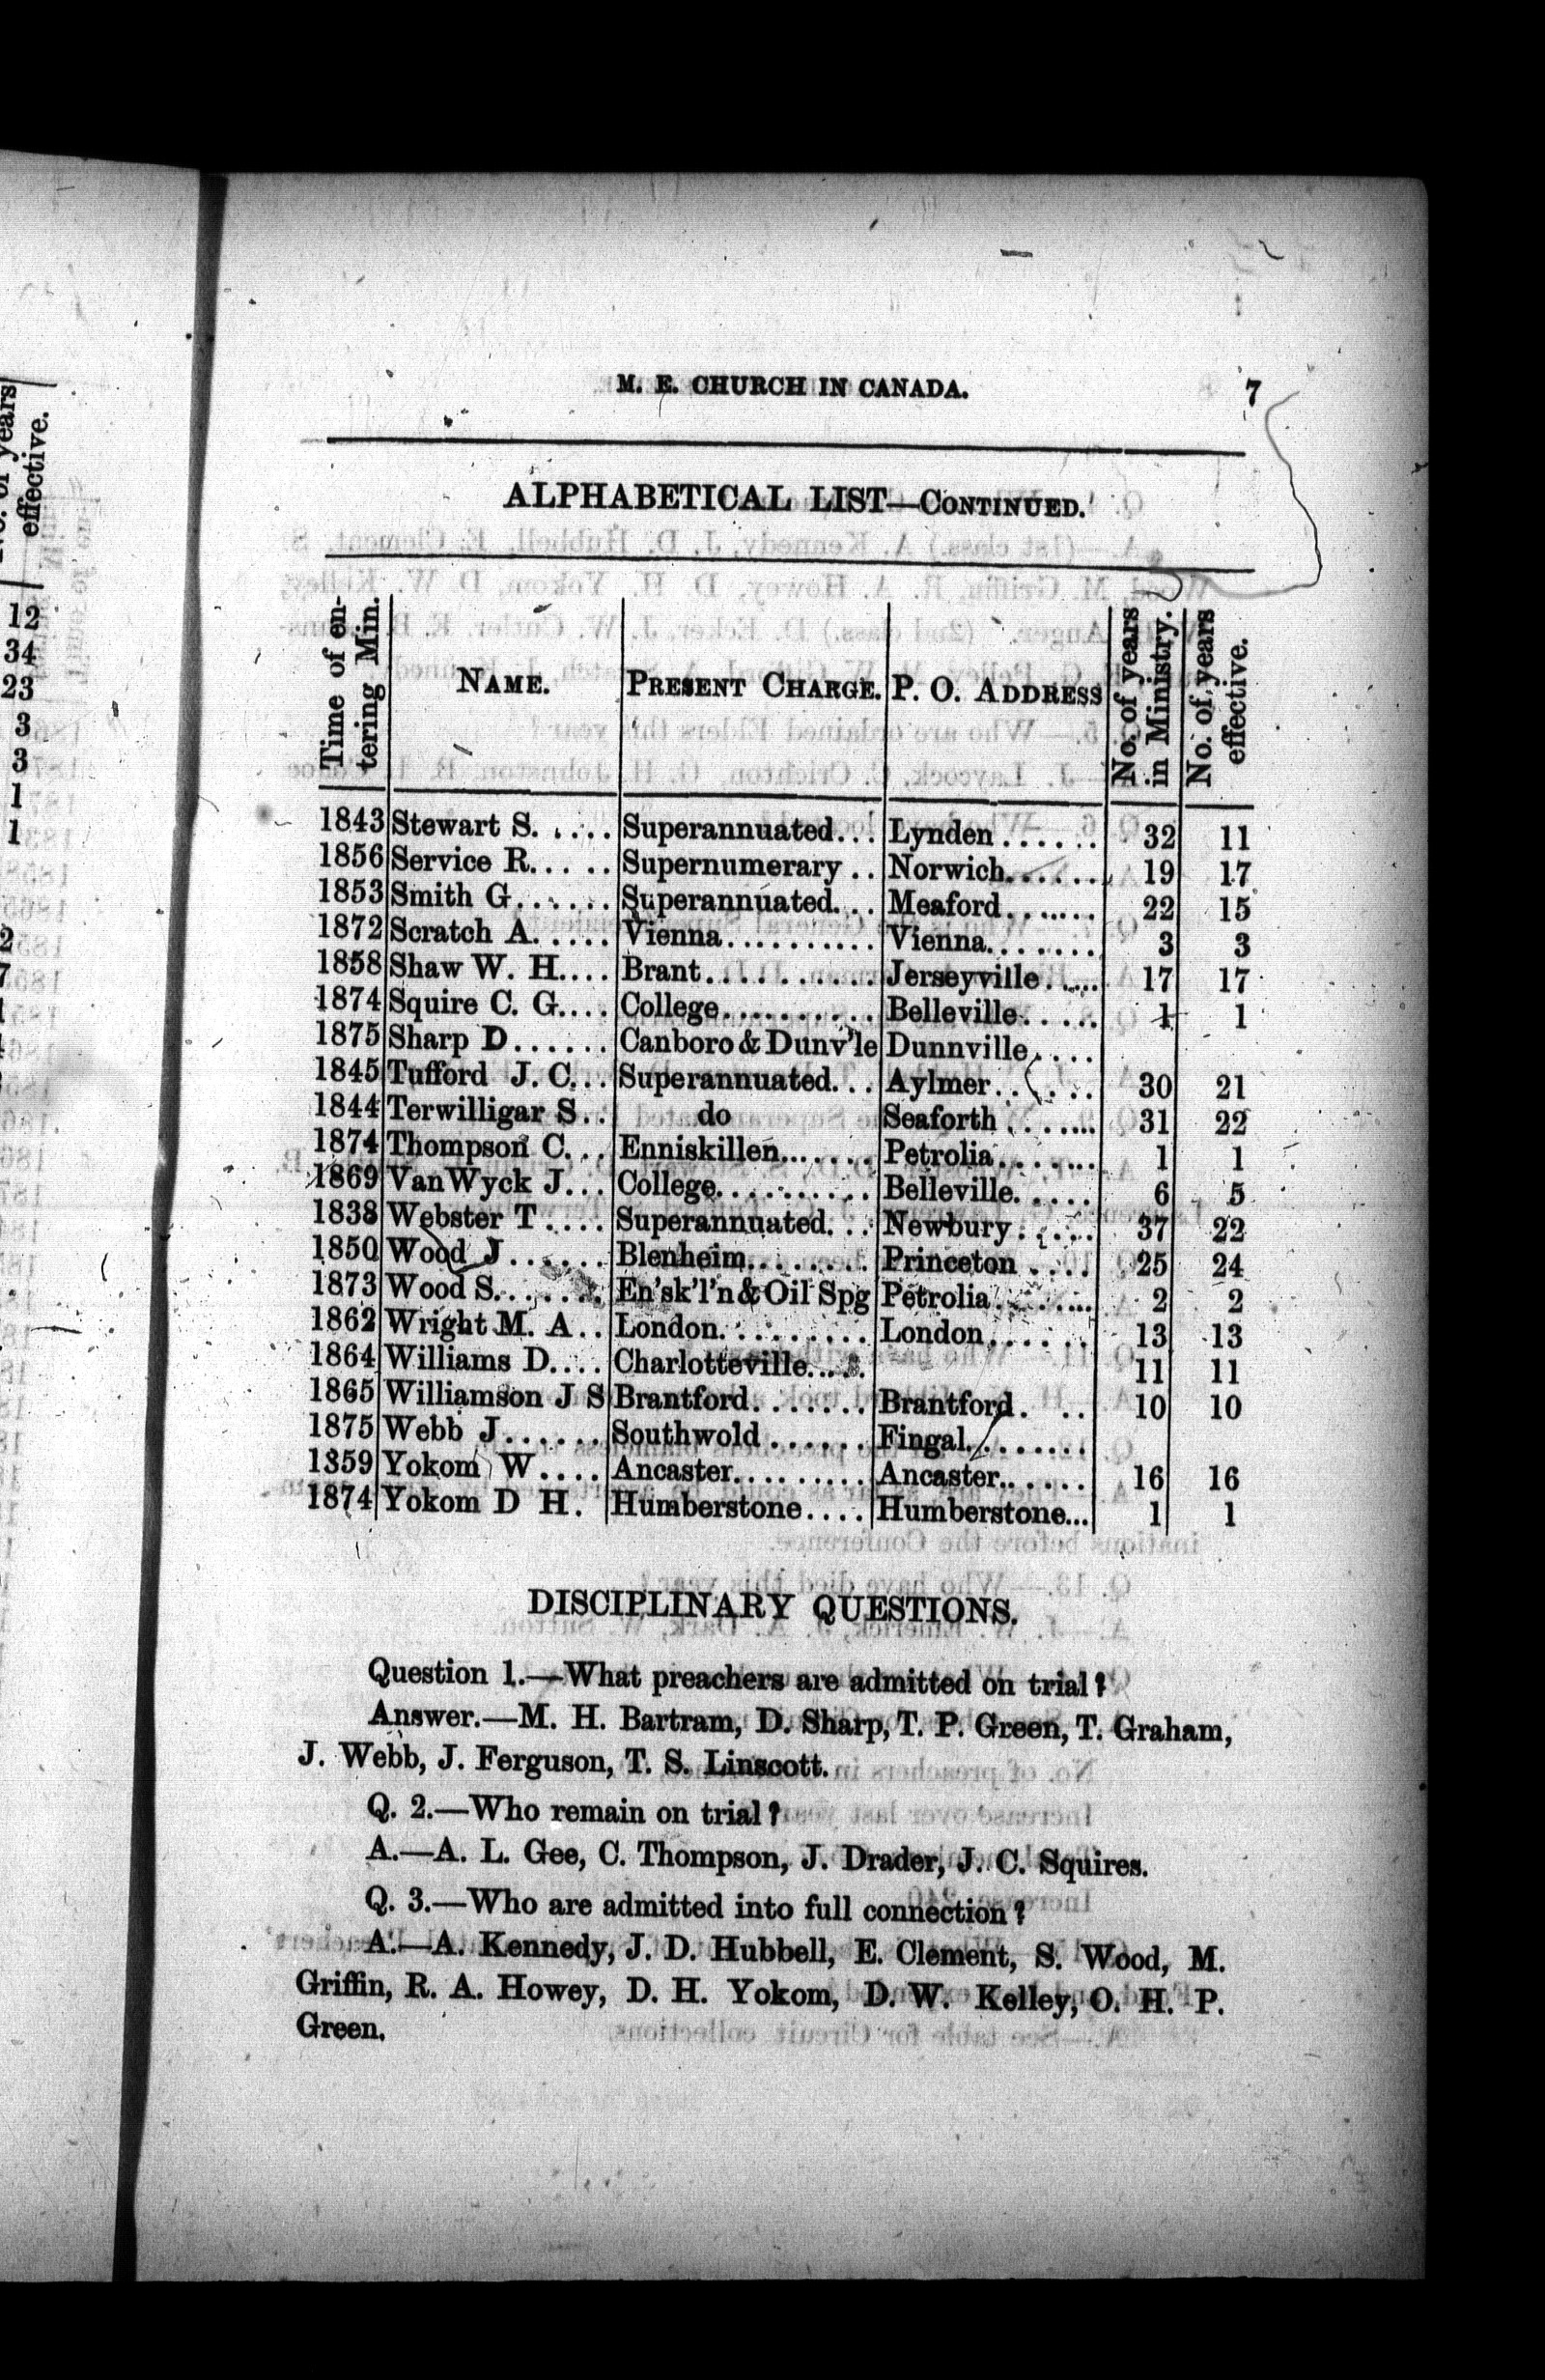 M. E. CHURCH IN CANADA. 7
ALPHABETICAL LIST—CONTINUED.
Time of entering Min. NAME. PRESENT CHARGE. P. O. ADDRESS No. of years in Ministry. No. of years effective.
1843 Stewart S..... Superannuated... Lynden...... 32 11
1856 Service R..... Supernumerary.. Norwich...... 19 17
1853 Smith G...... Superannuated... Meaford....... 22 15
1872 Scratch A..... Vienna........... Vienna....... 3 3
1858 Shaw W. H.... Brant........... Jerseyville..... 17 17
1874 Squire C. G.... College.......... Belleville..... 1 1
1875 Sharp D...... Canboro & Dunv'le Dunnville....
1845 Tufford J. C... Superannuated... Aylmer...... 30 21
1844 Terwilligar S.. do Seaforth....... 31 22
1874 Thompson C... Enniskillen....... Petrolia....... 1 1
1869 VanWyck J... College.......... Belleville..... 6 5
1838 Webster T.... Superannuated... Newbury...... 37 22
1850 Wood J...... Blenheim........ Princeton.... 25 24
1873 Wood S....... En'sk'l'n & Oil Spg Petrolia....... 2 2
1862 Wright M. A.. London.......... London...... 13 13
1864 Williams D.... Charlotteville..... 11 11
1865 Williamson J S Brantford....... Brantford... 10 10
1875 Webb J...... Southwold...... Fingal........
1859 Yokom W.... Ancaster......... Ancaster....... 16 16
1874 Yokom D H. Humberstone.... Humberstone... 1 1
DISCIPLINARY QUESTIONS.
Question 1.—What preachers are admitted on trial?
Answer.—M. H. Bartram, D. Sharp, T. P. Green, T. Graham,
J. Webb, J. Ferguson, T. S. Linscott.
Q. 2.—Who remain on trial?
A.—A. L. Gee, C. Thompson, J. Drader, J. C. Squires.
Q. 3.—Who are admitted into full connection?
A.—A. Kennedy, J. D. Hubbell, E. Clement, S. Wood, M.
Griffin, R. A. Howey, D. H. Yokom, D. W. Kelley, O. H. P.
Green.